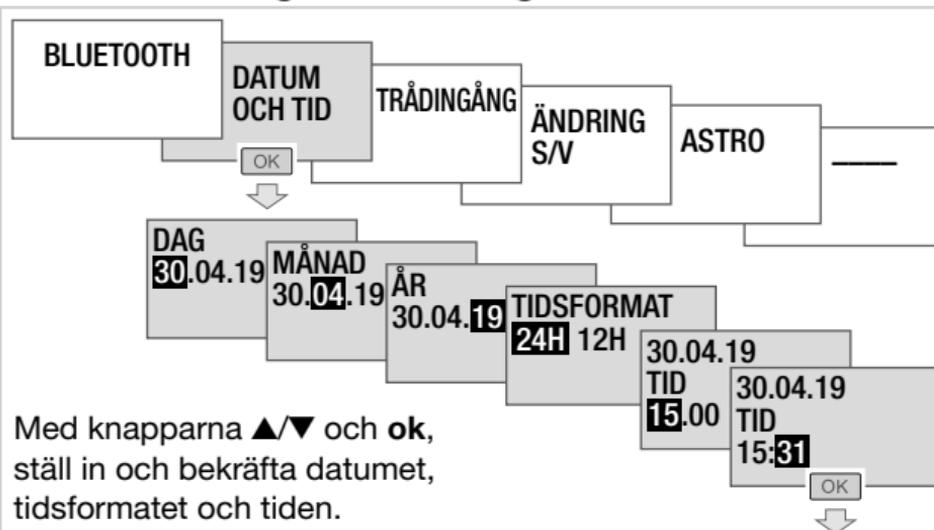 BLUETOOTH
DATUM
OCH TID
TRÅDINGÅNG
ÄNDRING
S/V
ASTRO
____
OK
DAG
30.04.19
MÅNAD
30.04.19
ÅR
30.04.19
TIDSFORMAT
24H 12H
30.04.19
TID
15.00
30.04.19
TID
15:31
OK
Med knapparna ▲/▼ och ok,
ställ in och bekräfta datumet,
tidsformatet och tiden.